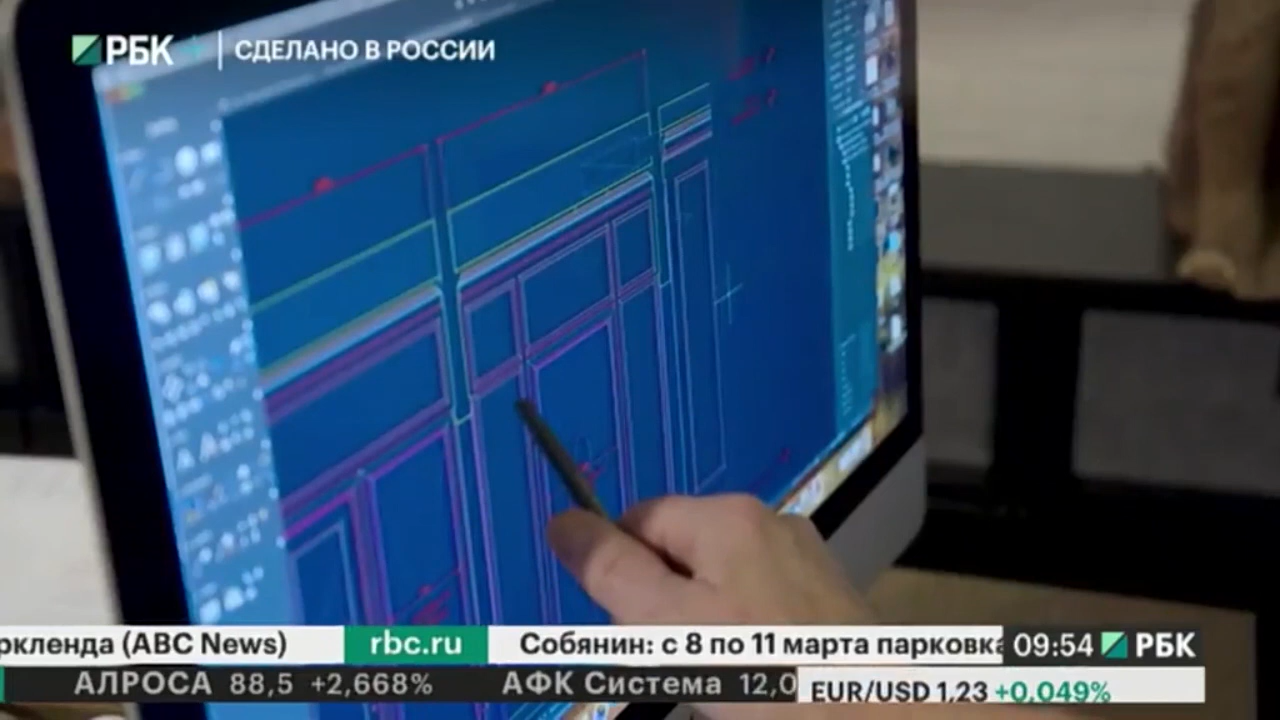 РБК+ СДЕЛАНО В РОССИИ
ркленда (ABC News) rbc.ru Собянин: с 8 по 11 марта парковка 09:54 РБК
АЛРОСА 88,5 +2,668% АФК Система 12,0 EUR/USD 1,23 +0,049%